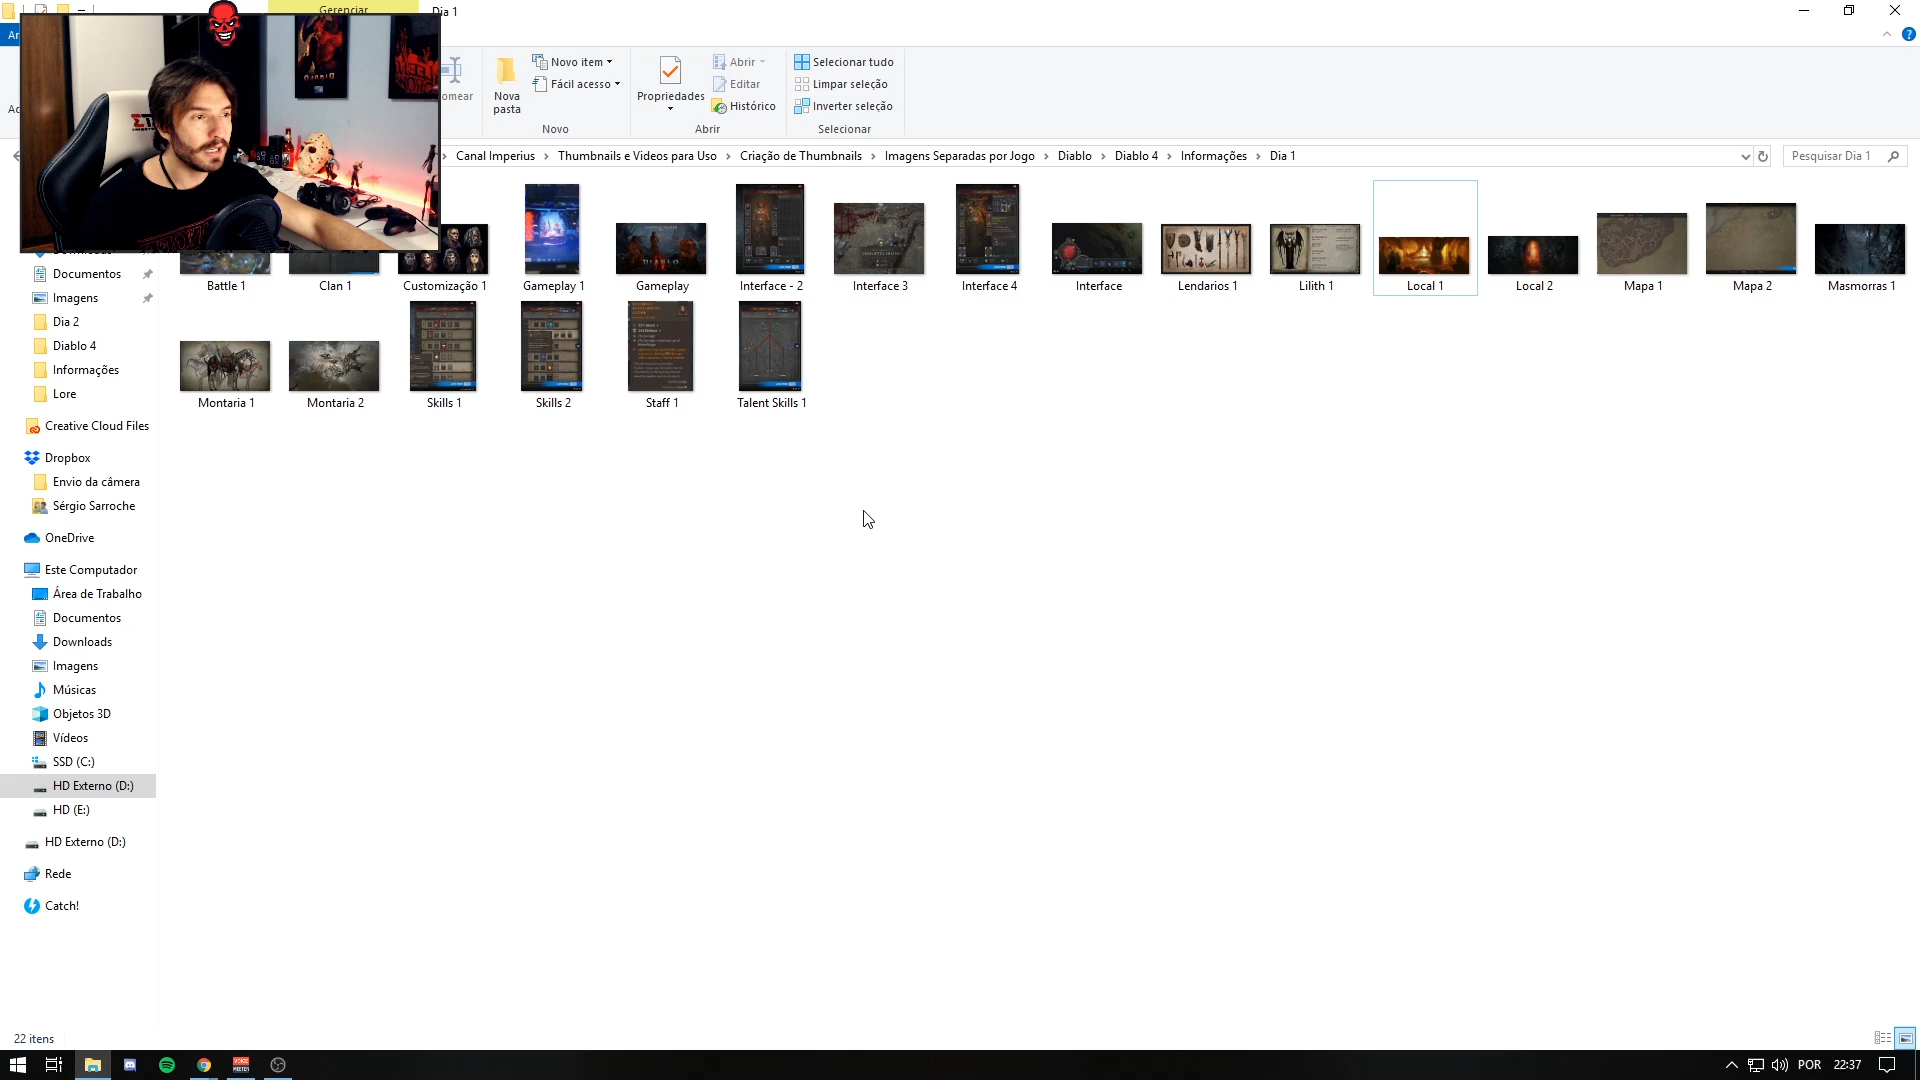 Gerenciar
Dia 1
Ar
omear
Nova
pasta
Novo item
Fácil acesso
Novo
Propriedades
Abrir
Editar
Histórico
Abrir
Selecionar tudo
Limpar seleção
Inverter seleção
Selecionar
Canal Imperius › Thumbnails e Videos para Uso › Criação de Thumbnails › Imagens Separadas por Jogo › Diablo › Diablo 4 › Informações › Dia 1
Pesquisar Dia 1
Battle 1
Clan 1
Customização 1
Gameplay 1
Gameplay
Interface - 2
Interface 3
Interface 4
Interface
Lendarios 1
Lilith 1
Local 1
Local 2
Mapa 1
Mapa 2
Masmorras 1
Montaria 1
Montaria 2
Skills 1
Skills 2
Staff 1
Talent Skills 1
Downloads
Documentos
Imagens
Dia 2
Diablo 4
Informações
Lore
Creative Cloud Files
Dropbox
Envio da câmera
Sérgio Sarroche
OneDrive
Este Computador
Área de Trabalho
Documentos
Downloads
Imagens
Músicas
Objetos 3D
Vídeos
SSD (C:)
HD Externo (D:)
HD (E:)
HD Externo (D:)
Rede
Catch!
22 itens
POR
22:37